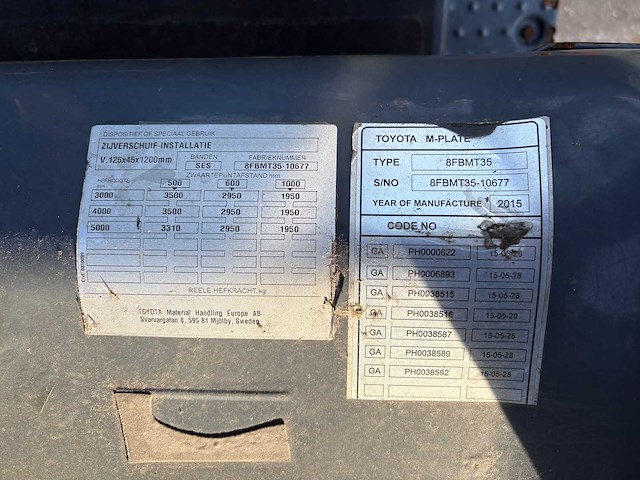 DISPOSITIEF OF SPECIAAL GEBRUIK
ZIJVERSCHUIF-INSTALLATIE
V.125x45x1200mm
BANDEN
SES
FABRIEKNUMMER
8FBMT35-10677
HEFHOOGTE mm
ZWAARTEPUNTAFSTAND mm
500 600 1000
3000 3500 2950 1950
4000 3500 2950 1950
5000 3310 2950 1950
REELE HEFKRACHT,kg
TOYOTA Material Handling Europe AB
Svarvargatan 8, 595 81 Mjölby, Sweden
TOYOTA M-PLATE
TYPE 8FBMT35
S/NO 8FBMT35-10677
YEAR OF MANUFACTURE 2015
CODE NO
GA PH0000622 15-05-28
GA PH0006893 15-05-28
GA PH0038515 15-05-28
GA PH0038516 15-05-28
GA PH0038587 15-05-28
GA PH0038589 15-05-28
GA PH0038592 15-05-28